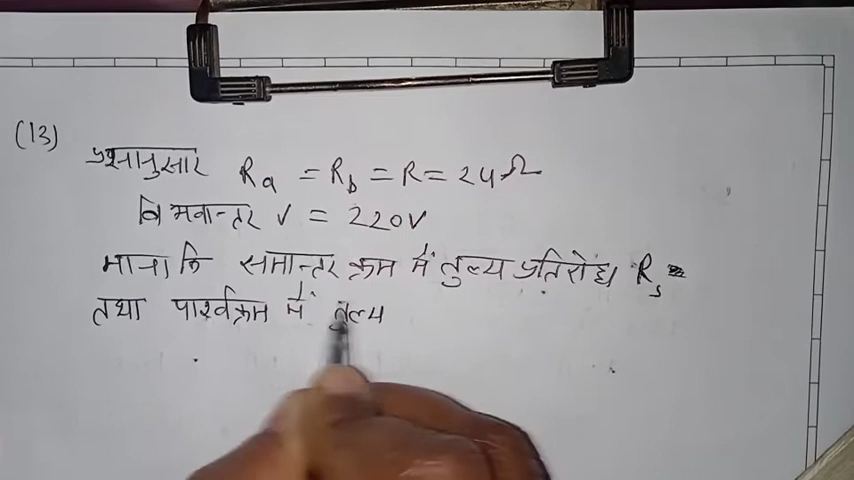 (13)
प्रश्नानुसार Ra = Rb = R = 24Ω
विभवान्तर V = 220V
माना कि समान्तर क्रम में तुल्य प्रतिरोध Rs
तथा पार्श्वक्रम में तुल्य